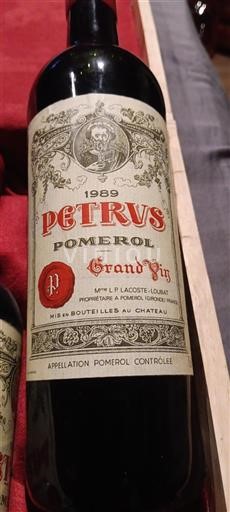 1989
PETRVS
POMEROL
Grand Vin
P
Mme L.P. LACOSTE-LOUBAT
PROPRIÉTAIRE A POMEROL (GIRONDE) FRANCE
MIS EN BOUTEILLES AU CHATEAU
APPELLATION POMEROL CONTRÔLÉE